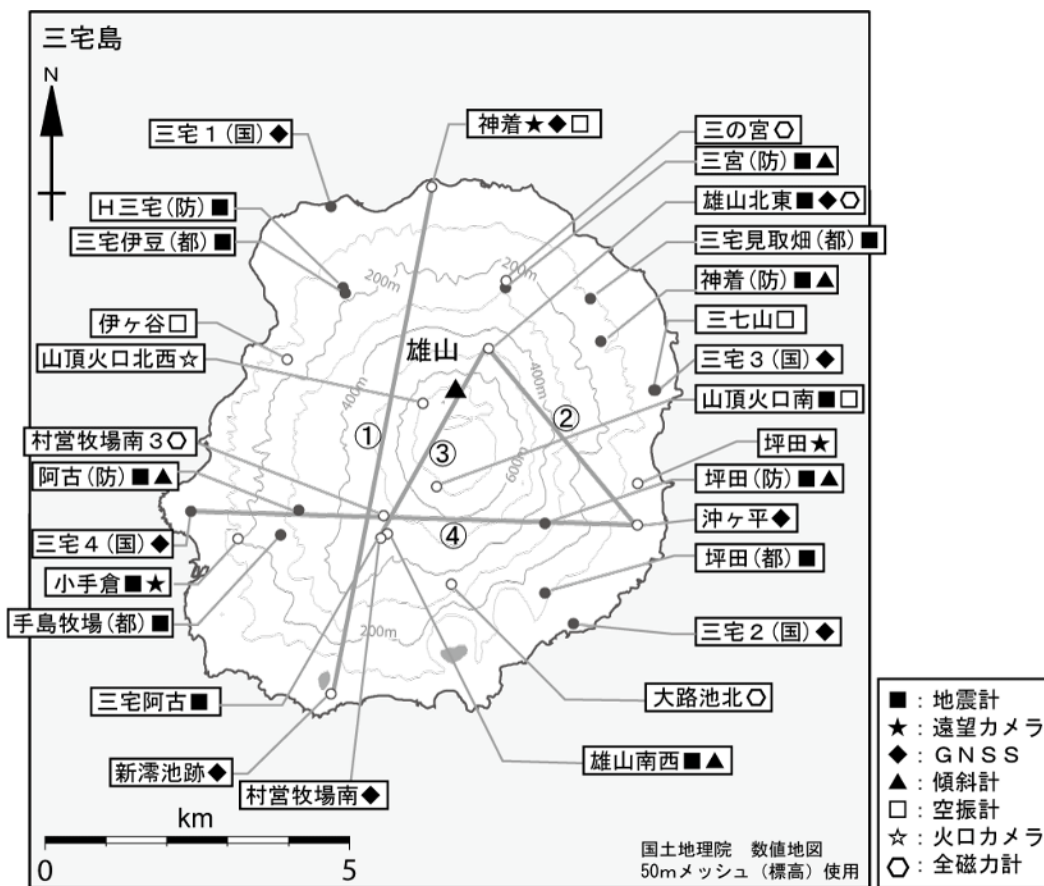 三宅島
N
神着★◆□
三宅1(国)◆
H三宅(防)■
三宅伊豆(都)■
伊ヶ谷□
山頂火口北西☆
村営牧場南3⬡
阿古(防)■▲
三宅4(国)◆
小手倉■★
手島牧場(都)■
三宅阿古■
新澪池跡◆
村営牧場南◆
三の宮⬡
三宮(防)■▲
雄山北東■◆⬡
三宅見取畑(都)■
神着(防)■▲
三七山□
三宅3(国)◆
山頂火口南■□
坪田★
坪田(防)■▲
沖ヶ平◆
坪田(都)■
三宅2(国)◆
大路池北⬡
雄山南西■▲
雄山
200m
200m
400m
400m
600m
200m
①
②
③
④
km
0 5
国土地理院 数値地図
50mメッシュ(標高)使用
■:地震計
★:遠望カメラ
◆:GNSS
▲:傾斜計
□:空振計
☆:火口カメラ
⬡:全磁力計